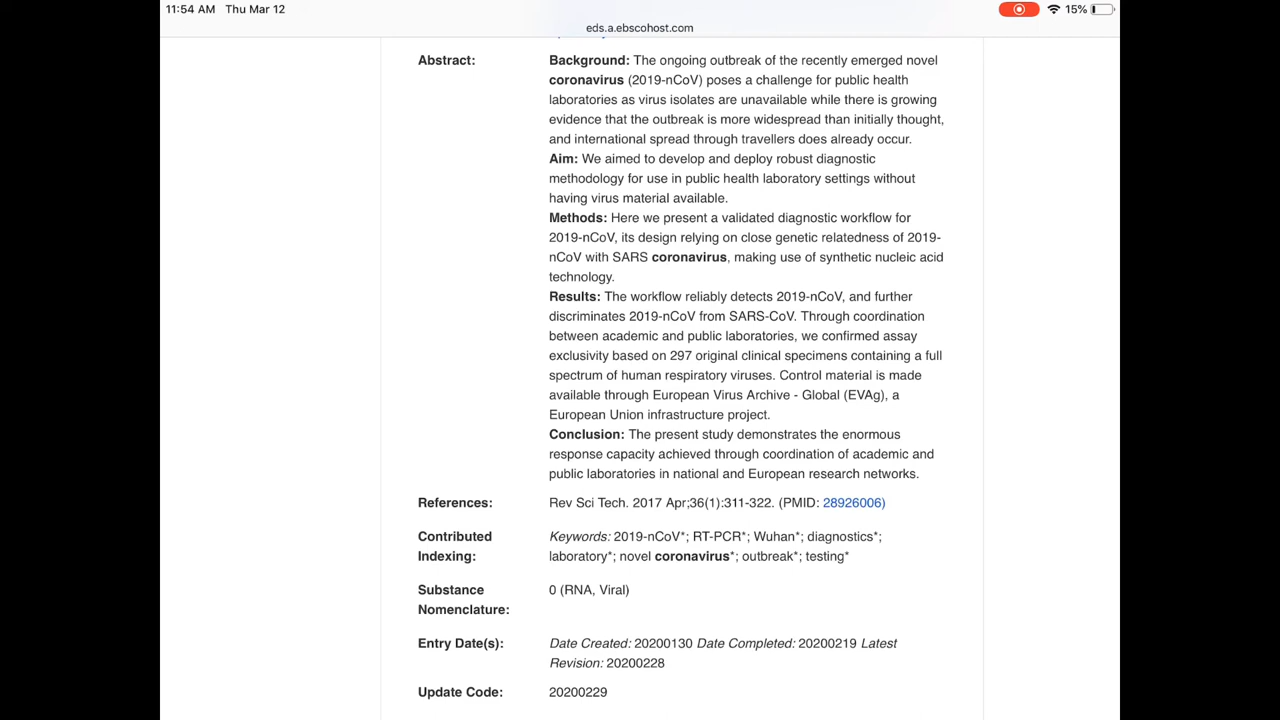 11:54 AM Thu Mar 12
15%
eds.a.ebscohost.com
Abstract: Background: The ongoing outbreak of the recently emerged novel
coronavirus (2019-nCoV) poses a challenge for public health
laboratories as virus isolates are unavailable while there is growing
evidence that the outbreak is more widespread than initially thought,
and international spread through travellers does already occur.
Aim: We aimed to develop and deploy robust diagnostic
methodology for use in public health laboratory settings without
having virus material available.
Methods: Here we present a validated diagnostic workflow for
2019-nCoV, its design relying on close genetic relatedness of 2019-
nCoV with SARS coronavirus, making use of synthetic nucleic acid
technology.
Results: The workflow reliably detects 2019-nCoV, and further
discriminates 2019-nCoV from SARS-CoV. Through coordination
between academic and public laboratories, we confirmed assay
exclusivity based on 297 original clinical specimens containing a full
spectrum of human respiratory viruses. Control material is made
available through European Virus Archive - Global (EVAg), a
European Union infrastructure project.
Conclusion: The present study demonstrates the enormous
response capacity achieved through coordination of academic and
public laboratories in national and European research networks.
References: Rev Sci Tech. 2017 Apr;36(1):311-322. (PMID: 28926006)
Contributed Keywords: 2019-nCoV*; RT-PCR*; Wuhan*; diagnostics*;
Indexing: laboratory*; novel coronavirus*; outbreak*; testing*
Substance 0 (RNA, Viral)
Nomenclature:
Entry Date(s): Date Created: 20200130 Date Completed: 20200219 Latest
Revision: 20200228
Update Code: 20200229